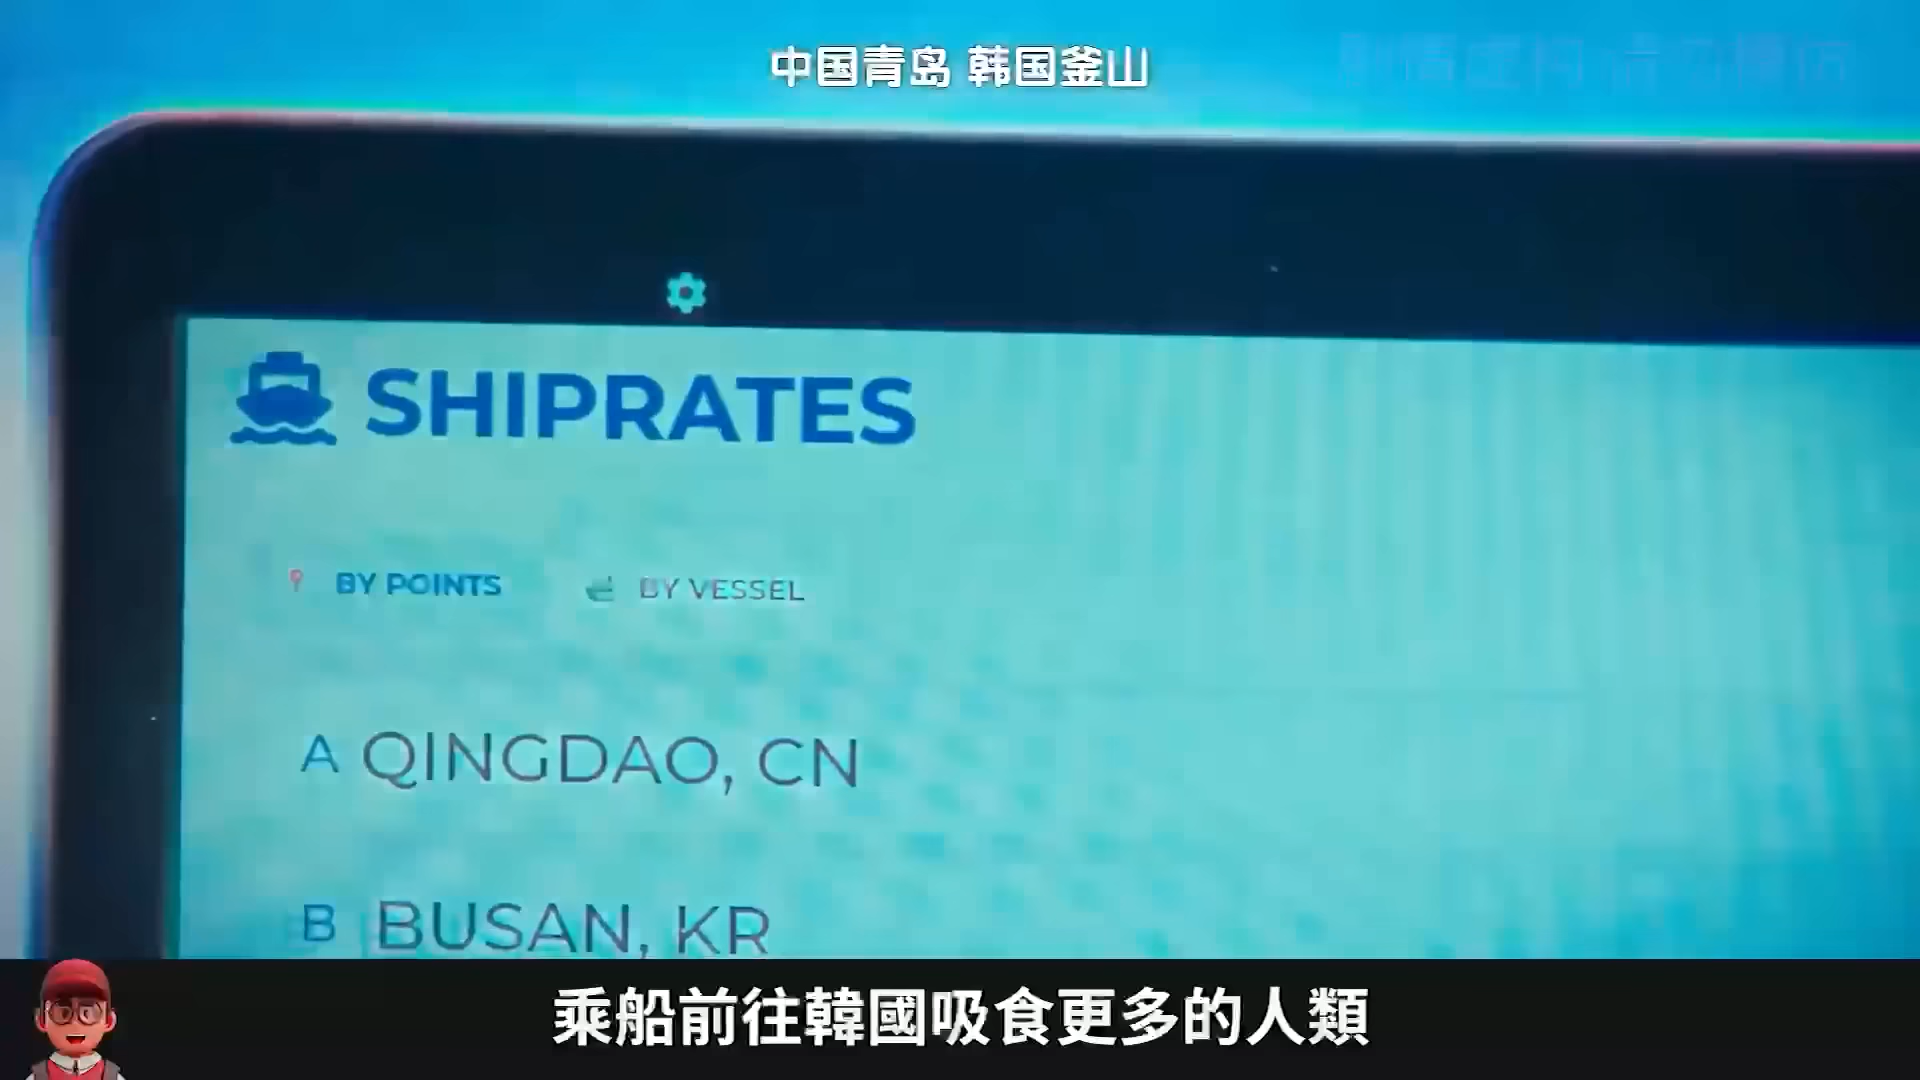 中国青岛 韩国釜山
SHIPRATES
BY POINTS BY VESSEL
A QINGDAO, CN
B BUSAN, KR
乘船前往韓國吸食更多的人類